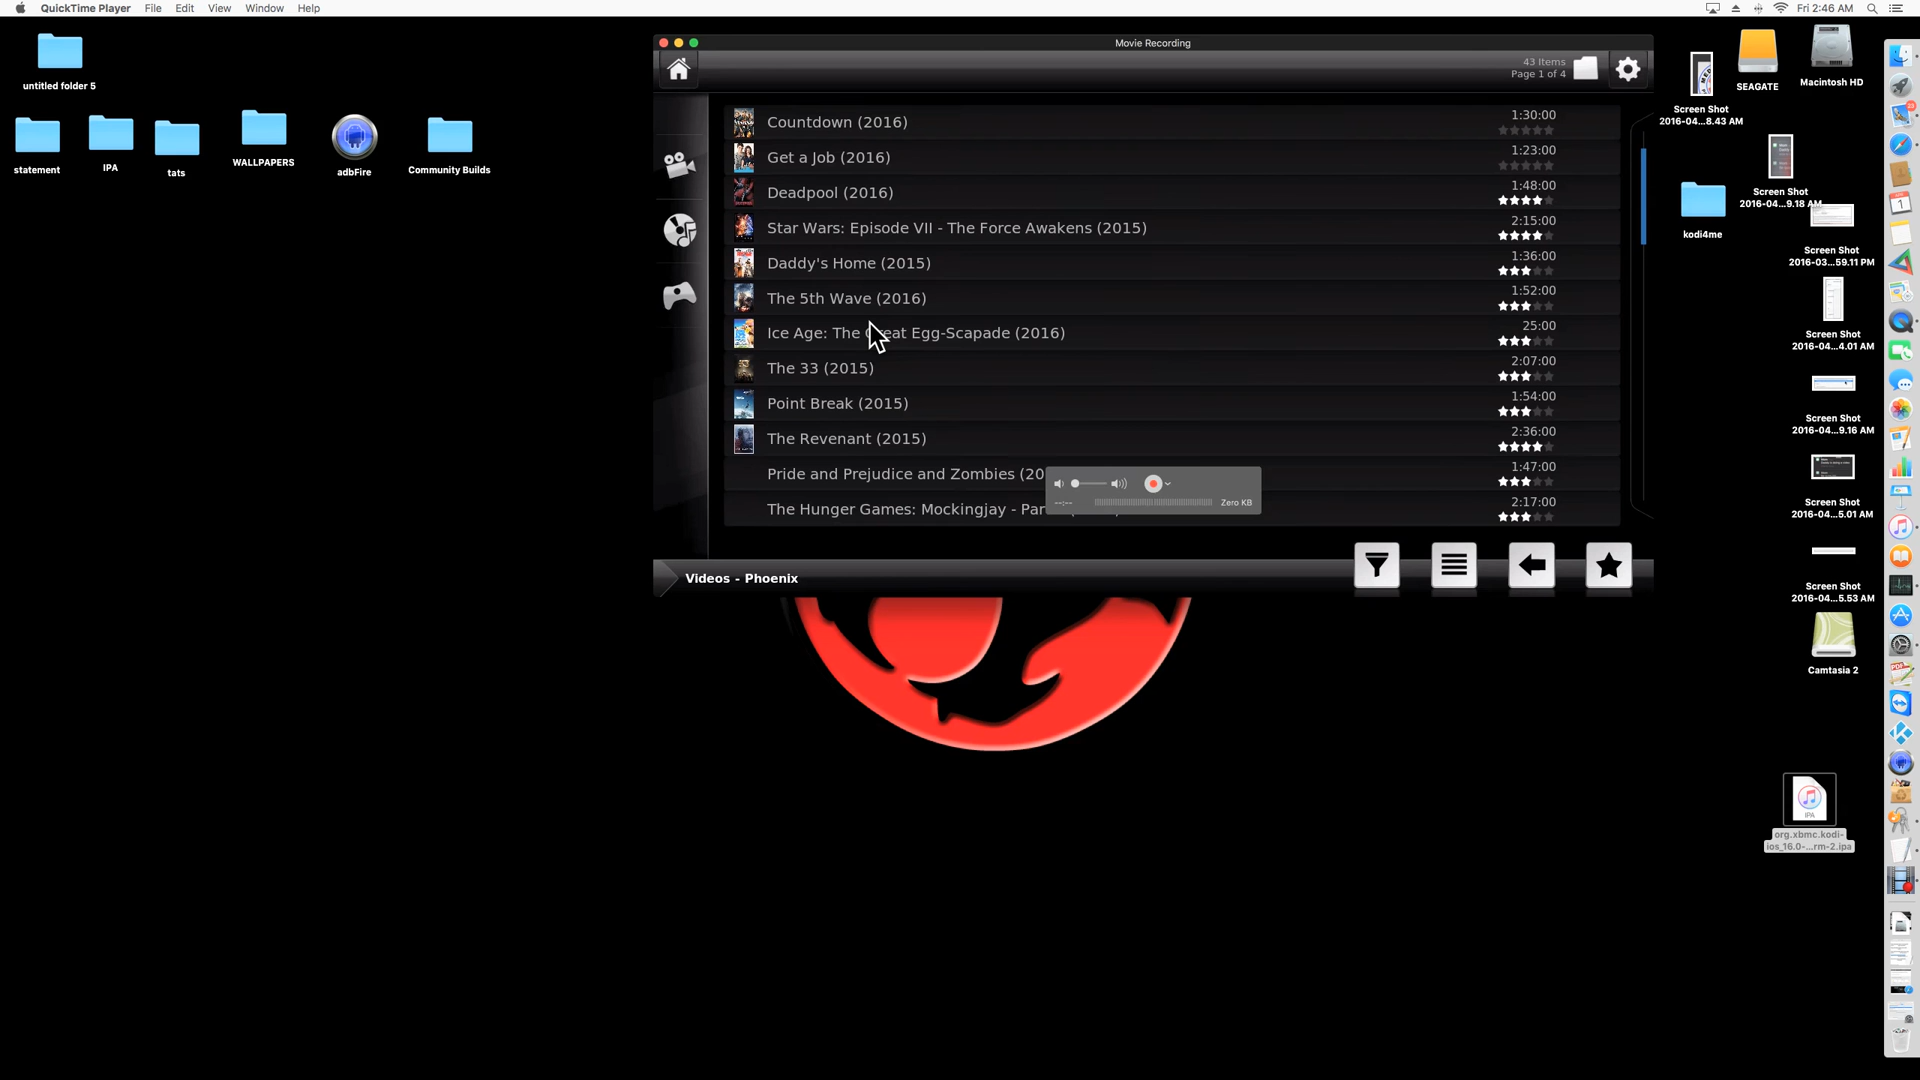 QuickTime Player File Edit View Window Help
Fri 2:46 AM
untitled folder 5
statement
IPA
tats
WALLPAPERS
adbFire
Community Builds
Movie Recording
43 Items
Page 1 of 4
Countdown (2016)
1:30:00
Get a Job (2016)
1:23:00
Deadpool (2016)
1:48:00
Star Wars: Episode VII - The Force Awakens (2015)
2:15:00
Daddy's Home (2015)
1:36:00
The 5th Wave (2016)
1:52:00
Ice Age: The Great Egg-Scapade (2016)
25:00
The 33 (2015)
2:07:00
Point Break (2015)
1:54:00
The Revenant (2015)
2:36:00
Pride and Prejudice and Zombies (20
1:47:00
The Hunger Games: Mockingjay - Par
2:17:00
--:--
Zero KB
Videos - Phoenix
Screen Shot
2016-04...8.43 AM
SEAGATE
Macintosh HD
Screen Shot
2016-04...9.18 AM
kodi4me
Screen Shot
2016-03...59.11 PM
Screen Shot
2016-04...4.01 AM
Screen Shot
2016-04...9.16 AM
Screen Shot
2016-04...5.01 AM
Screen Shot
2016-04...5.53 AM
Camtasia 2
IPA
org.xbmc.kodi-
ios_16.0-...rm-2.ipa